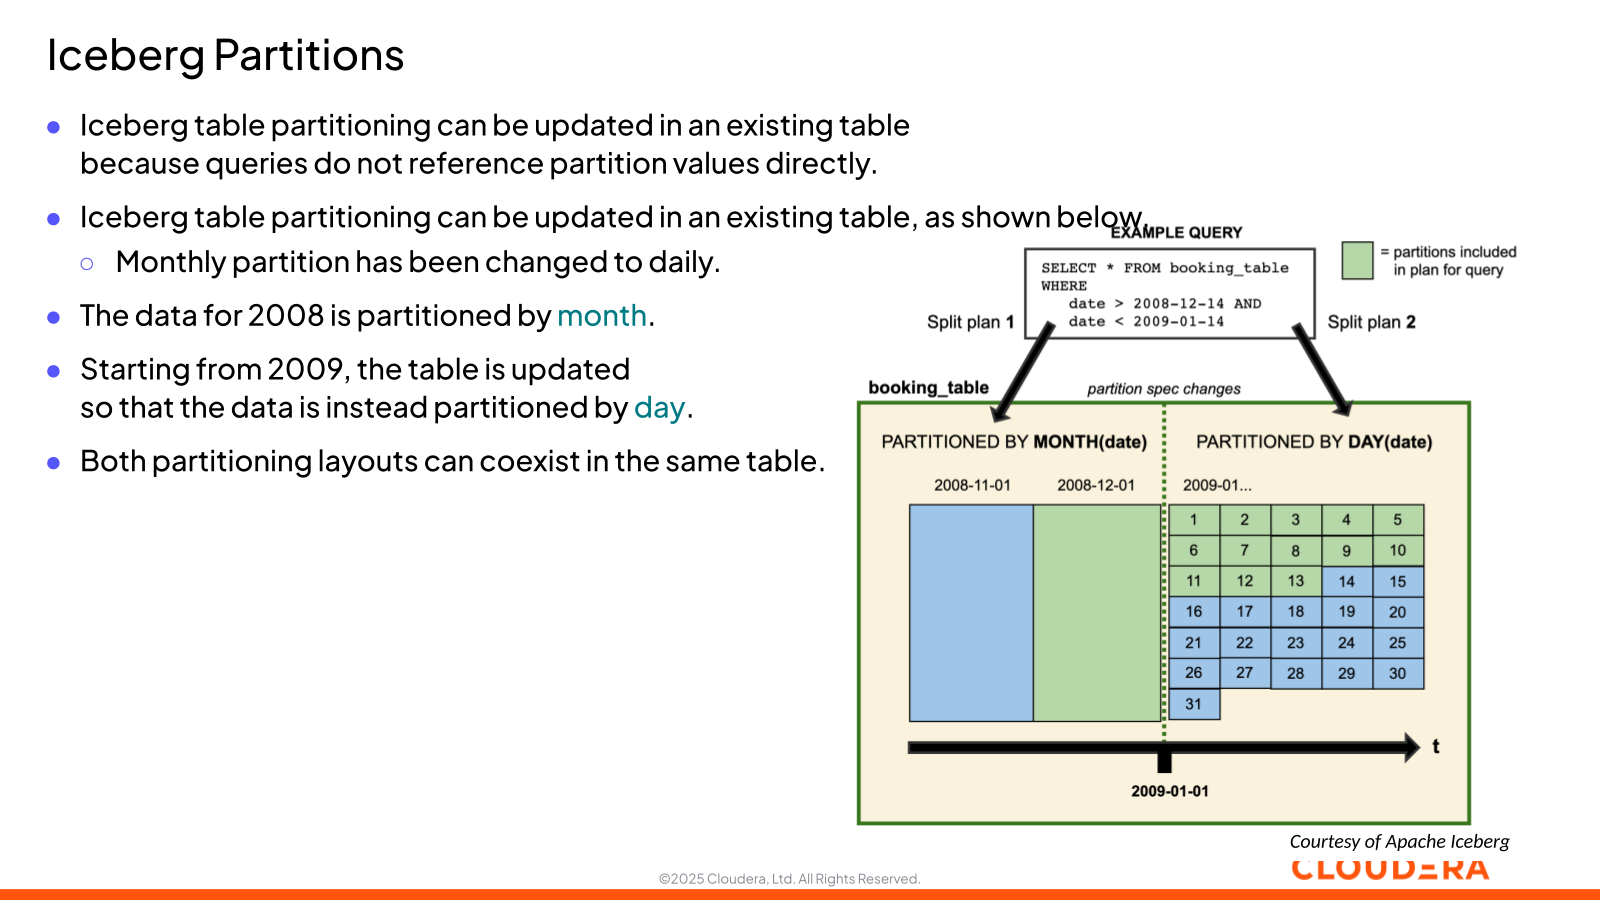 Iceberg Partitions
Iceberg table partitioning can be updated in an existing table
because queries do not reference partition values directly.
Iceberg table partitioning can be updated in an existing table, as shown below.
Monthly partition has been changed to daily.
The data for 2008 is partitioned by month.
Starting from 2009, the table is updated
so that the data is instead partitioned by day.
Both partitioning layouts can coexist in the same table.
EXAMPLE QUERY
SELECT * FROM booking_table
WHERE
date > 2008-12-14 AND
date < 2009-01-14
= partitions included
in plan for query
Split plan 1
Split plan 2
booking_table
partition spec changes
PARTITIONED BY MONTH(date)
PARTITIONED BY DAY(date)
2008-11-01
2008-12-01
2009-01...
1 2 3 4 5
6 7 8 9 10
11 12 13 14 15
16 17 18 19 20
21 22 23 24 25
26 27 28 29 30
31
t
2009-01-01
Courtesy of Apache Iceberg
©2025 Cloudera, Ltd. All Rights Reserved.
CLOUDERA